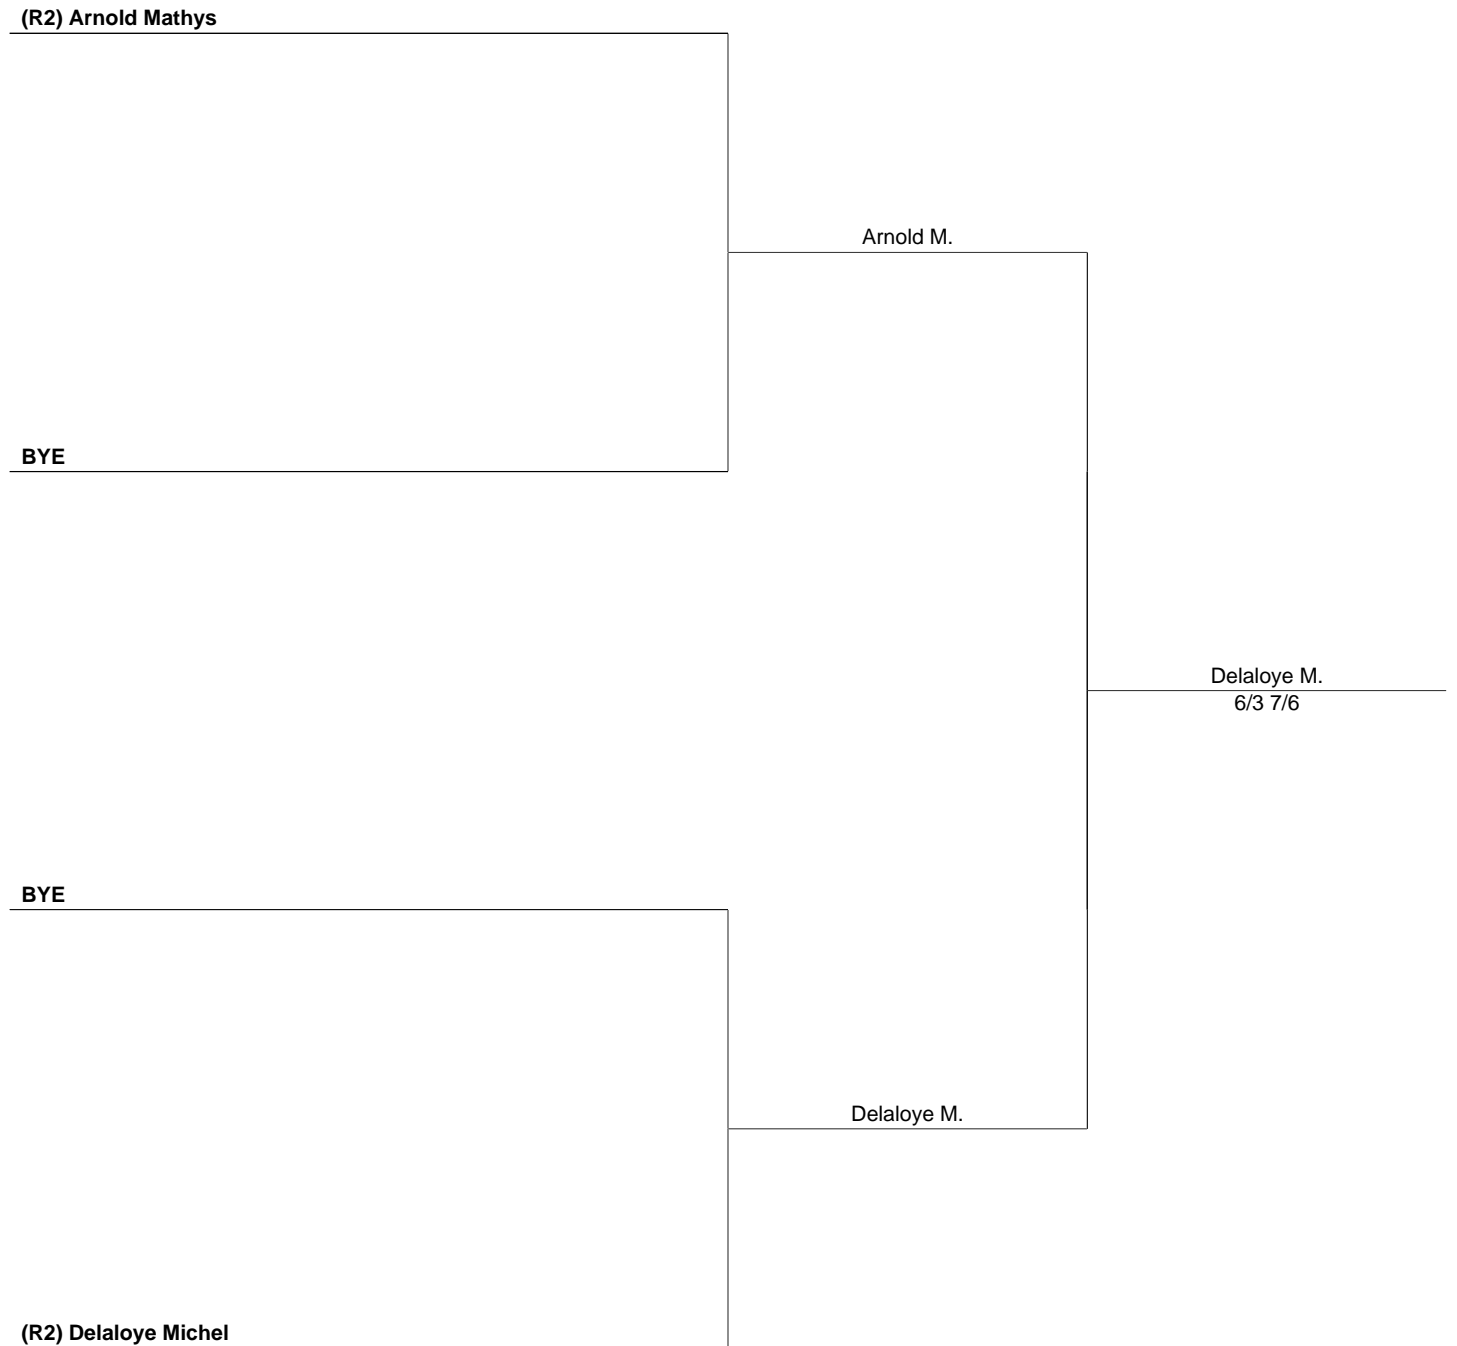 (R2) Arnold Mathys
Arnold M.
BYE
Delaloye M.
6/3 7/6
BYE
Delaloye M.
(R2) Delaloye Michel